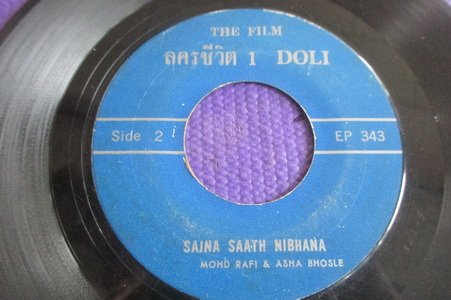 THE FILM
ละครชีวิต 1 DOLI
Side 2
EP 343
SAJNA SAATH NIBHANA
MOHD RAFI & ASHA BHOSLE